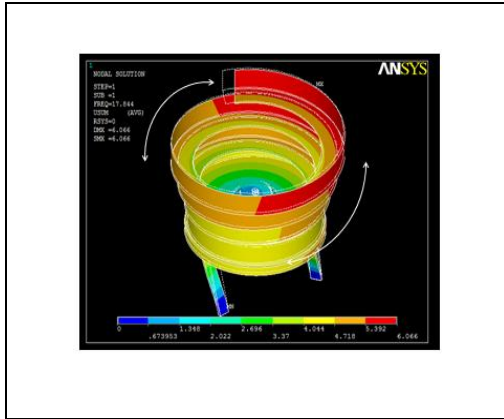 1
NODAL SOLUTION
STEP=1
SUB =1
FREQ=17.844
USUM (AVG)
RSYS=0
DMX =6.066
SMX =6.066
ANSYS
MX
MN
0 1.348 2.696 4.044 5.392
.673953 2.022 3.37 4.718 6.066